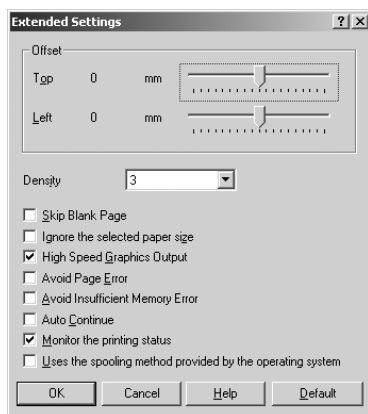 Extended Settings
Offset
Top 0 mm
Left 0 mm
Density 3
Skip Blank Page
Ignore the selected paper size
High Speed Graphics Output
Avoid Page Error
Avoid Insufficient Memory Error
Auto Continue
Monitor the printing status
Uses the spooling method provided by the operating system
OK Cancel Help Default